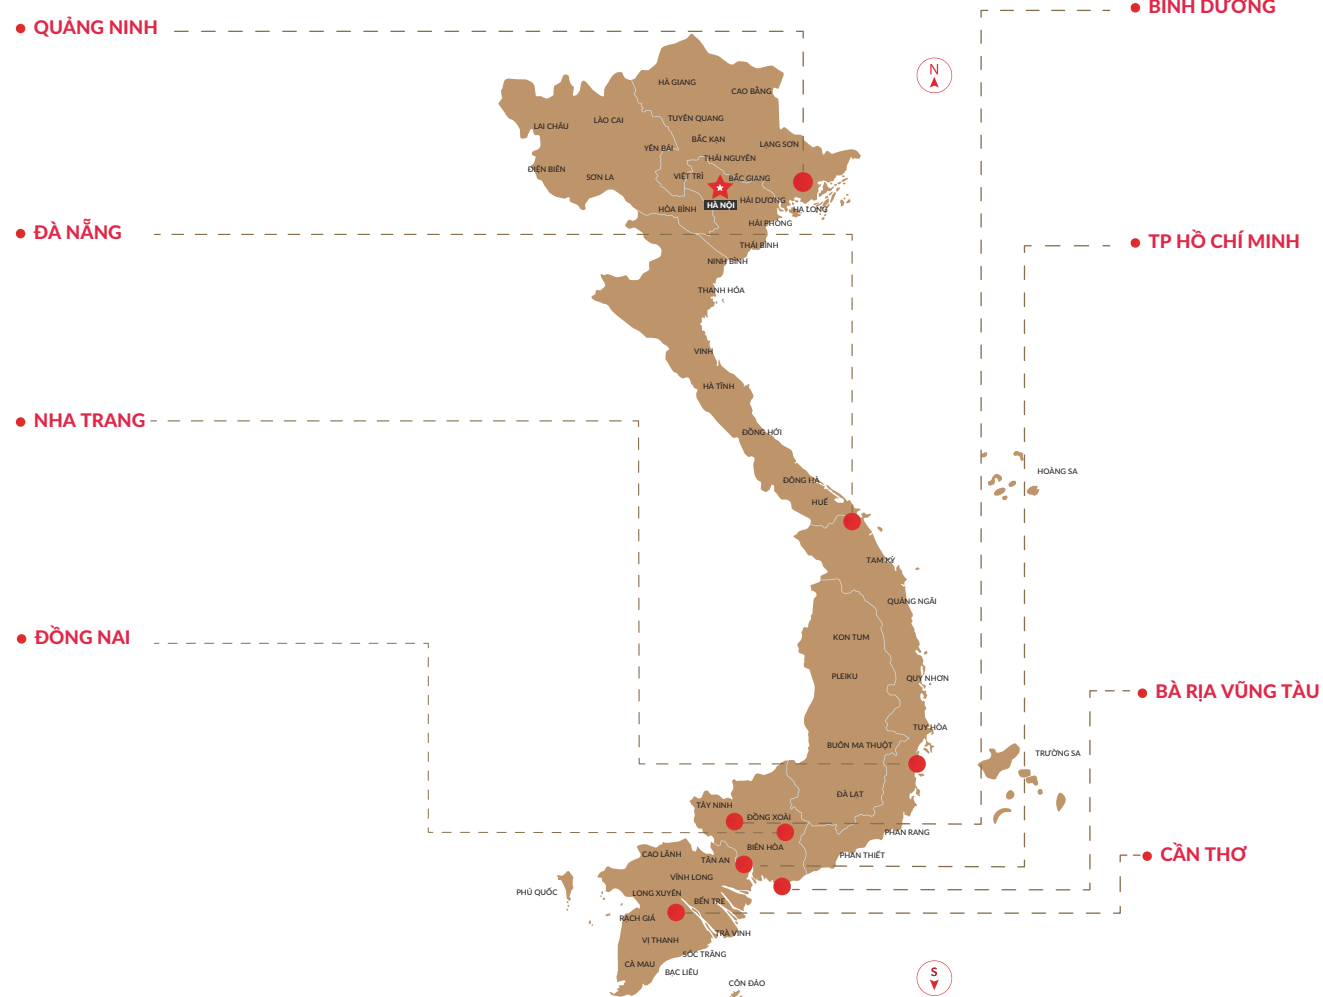 BÌNH DƯƠNG
QUẢNG NINH
N
HÀ GIANG
CAO BẰNG
LÀO CAI
TUYÊN QUANG
LAI CHÂU
BẮC KẠN
LẠNG SƠN
YÊN BÁI
THÁI NGUYÊN
ĐIỆN BIÊN
SƠN LA
VIỆT TRÌ
BẮC GIANG
HẢI DƯƠNG
HÀ NỘI
HÒA BÌNH
HẠ LONG
HẢI PHÒNG
ĐÀ NẴNG
TP HỒ CHÍ MINH
THÁI BÌNH
NINH BÌNH
THANH HÓA
VINH
HÀ TĨNH
NHA TRANG
ĐỒNG HỚI
HOÀNG SA
ĐÔNG HÀ
HUẾ
TAM KỲ
QUẢNG NGÃI
ĐỒNG NAI
KON TUM
PLEIKU
QUY NHƠN
BÀ RỊA VŨNG TÀU
TUY HÒA
BUÔN MA THUỘT
TRƯỜNG SA
ĐÀ LẠT
TÂY NINH
ĐỒNG XOÀI
PHAN RANG
BIÊN HÒA
CAO LÃNH
TÂN AN
PHAN THIẾT
CẦN THƠ
VĨNH LONG
PHÚ QUỐC
LONG XUYÊN
BẾN TRE
RẠCH GIÁ
TRÀ VINH
VỊ THANH
SÓC TRĂNG
CÀ MAU
BẠC LIÊU
S
CÔN ĐẢO